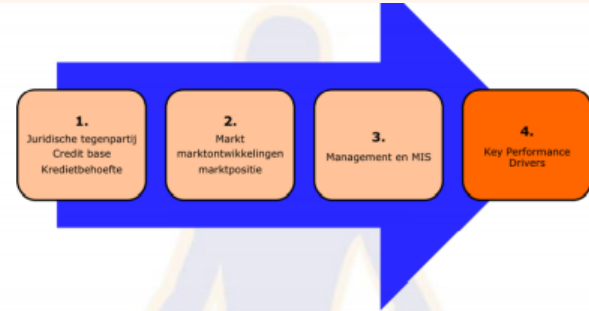 1.
Juridische tegenpartij
Credit base
Kredietbehoefte
2.
Markt
marktontwikkelingen
marktpositie
3.
Management en MIS
4.
Key Performance
Drivers